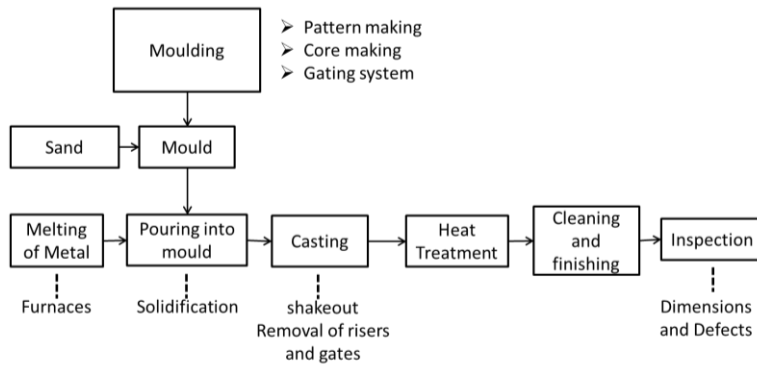 Moulding
➢ Pattern making
➢ Core making
➢ Gating system
Sand
Mould
Melting
of Metal
Pouring into
mould
Casting
Heat
Treatment
Cleaning
and
finishing
Inspection
Furnaces
Solidification
shakeout
Removal of risers
and gates
Dimensions
and Defects